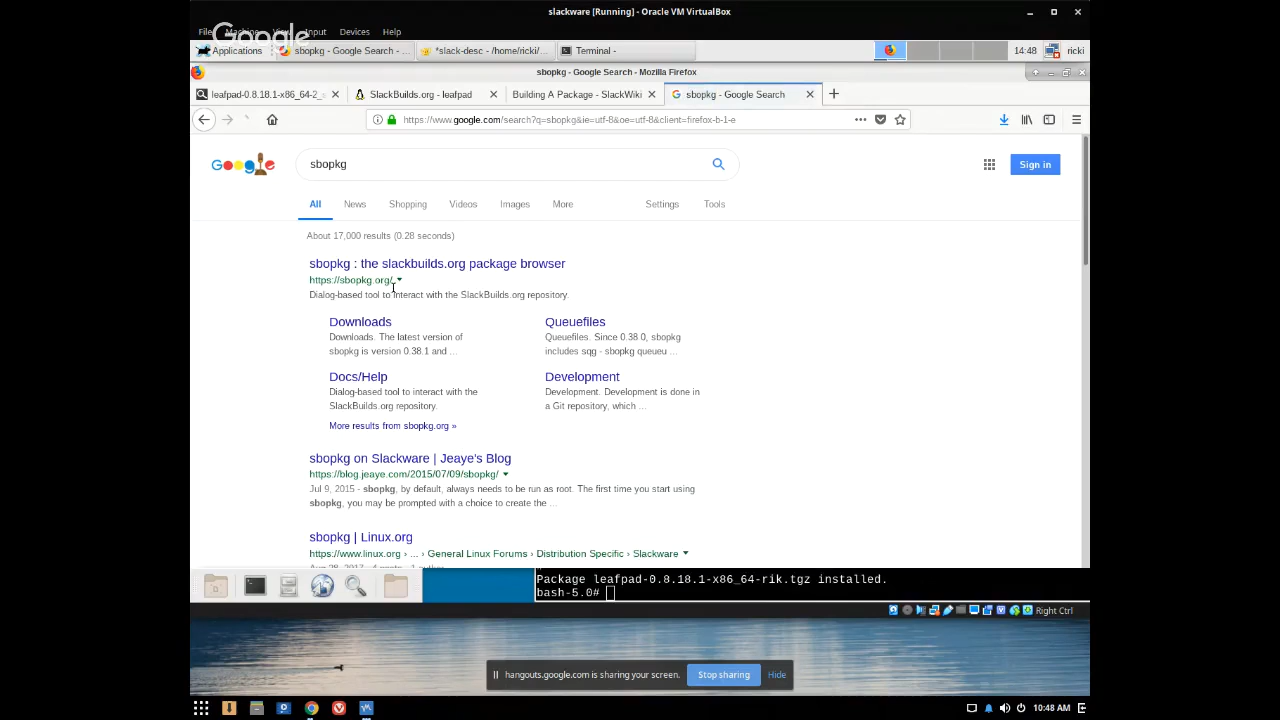 slackware [Running] - Oracle VM VirtualBox
Google
File Machine View Input Devices Help
Applications sbopkg - Google Search - ... *slack-desc - /home/ricki/... Terminal - 14:48 ricki
sbopkg - Google Search - Mozilla Firefox
leafpad-0.8.18.1-x86_64-2_ SlackBuilds.org - leafpad Building A Package - SlackWiki sbopkg - Google Search
https://www.google.com/search?q=sbopkg&ie=utf-8&oe=utf-8&client=firefox-b-1-e
Google sbopkg Sign in
All News Shopping Videos Images More Settings Tools
About 17,000 results (0.28 seconds)
sbopkg : the slackbuilds.org package browser
https://sbopkg.org/
Dialog-based tool to interact with the SlackBuilds.org repository.
Downloads Queuefiles
Downloads. The latest version of Queuefiles. Since 0.38 0, sbopkg
sbopkg is version 0.38.1 and ... includes sqg - sbopkg queueu ...
Docs/Help Development
Dialog-based tool to interact with the Development. Development is done in
SlackBuilds.org repository. a Git repository, which ...
More results from sbopkg.org »
sbopkg on Slackware | Jeaye's Blog
https://blog.jeaye.com/2015/07/09/sbopkg/
Jul 9, 2015 - sbopkg, by default, always needs to be run as root. The first time you start using
sbopkg, you may be prompted with a choice to create the ...
sbopkg | Linux.org
https://www.linux.org › ... › General Linux Forums › Distribution Specific › Slackware
Package leafpad-0.8.18.1-x86_64-rik.tgz installed.
bash-5.0#
Right Ctrl
hangouts.google.com is sharing your screen. Stop sharing Hide
10:48 AM